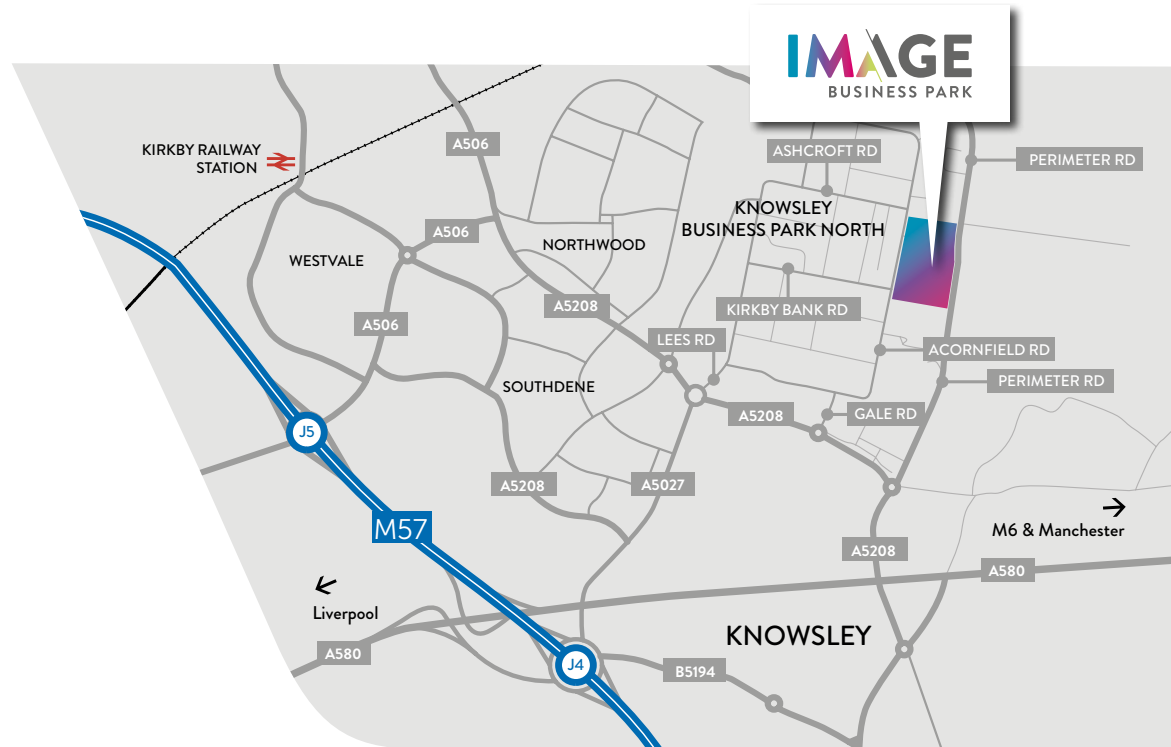 IMAGE
BUSINESS PARK
KIRKBY RAILWAY
STATION
A506
ASHCROFT RD
PERIMETER RD
KNOWSLEY
BUSINESS PARK NORTH
A506
NORTHWOOD
WESTVALE
A5208
KIRKBY BANK RD
A506
LEES RD
ACORNFIELD RD
PERIMETER RD
SOUTHDENE
A5208
GALE RD
J5
A5208
A5027
M57
M6 & Manchester
A5208
A580
Liverpool
KNOWSLEY
A580
J4
B5194